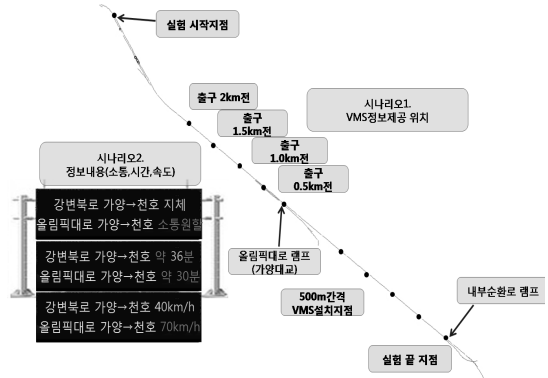 실험 시작지점
출구 2km전
출구
1.5km전
출구
1.0km전
출구
0.5km전
시나리오1.
VMS정보제공 위치
시나리오2.
정보내용(소통,시간,속도)
강변북로 가양→천호 지체
올림픽대로 가양→천호 소통원할
강변북로 가양→천호 약 36분
올림픽대로 가양→천호 약 30분
강변북로 가양→천호 40km/h
올림픽대로 가양→천호 70km/h
올림픽대로 램프
(가양대교)
500m간격
VMS설치지점
내부순환로 램프
실험 끝 지점